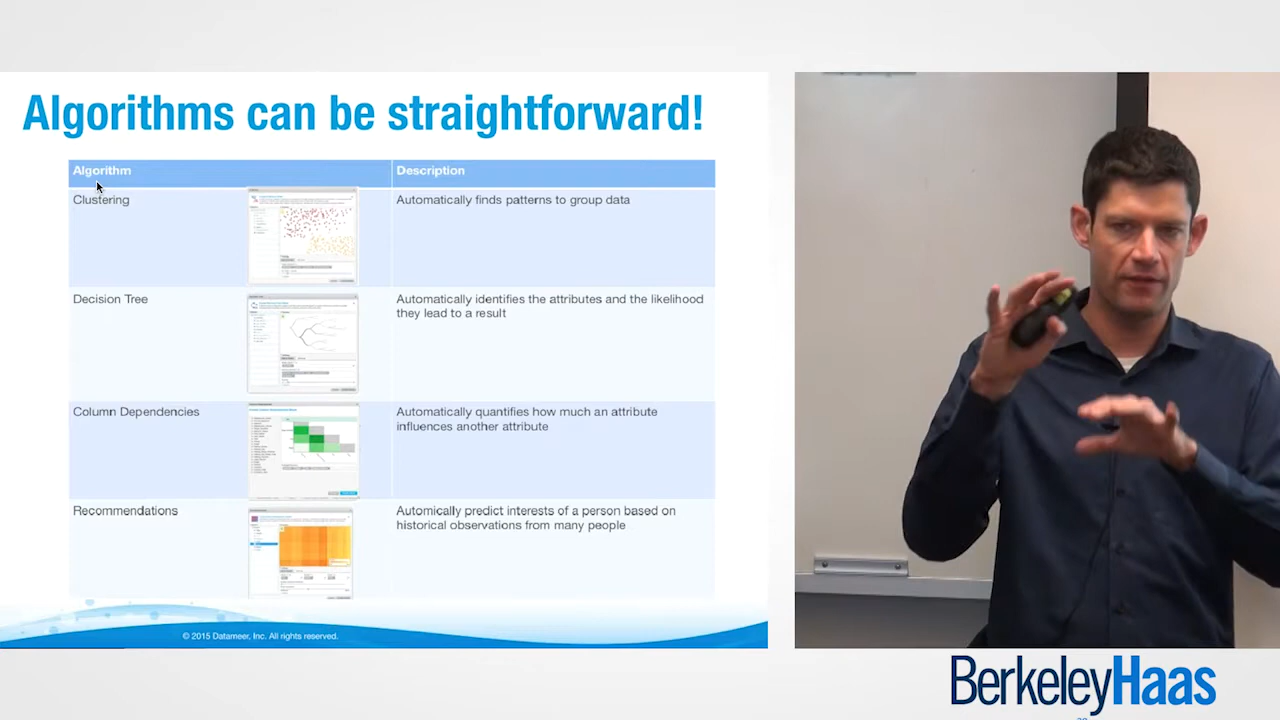 Algorithms can be straightforward!
Algorithm
Description
Clustering
Automatically finds patterns to group data
Decision Tree
Automatically identifies the attributes and the likelihoo
they lead to a result
Column Dependencies
Automatically quantifies how much an attribute
influences another attribute
Recommendations
Automically predict interests of a person based on
historical observations from many people
© 2015 Datameer, Inc. All rights reserved.
BerkeleyHaas